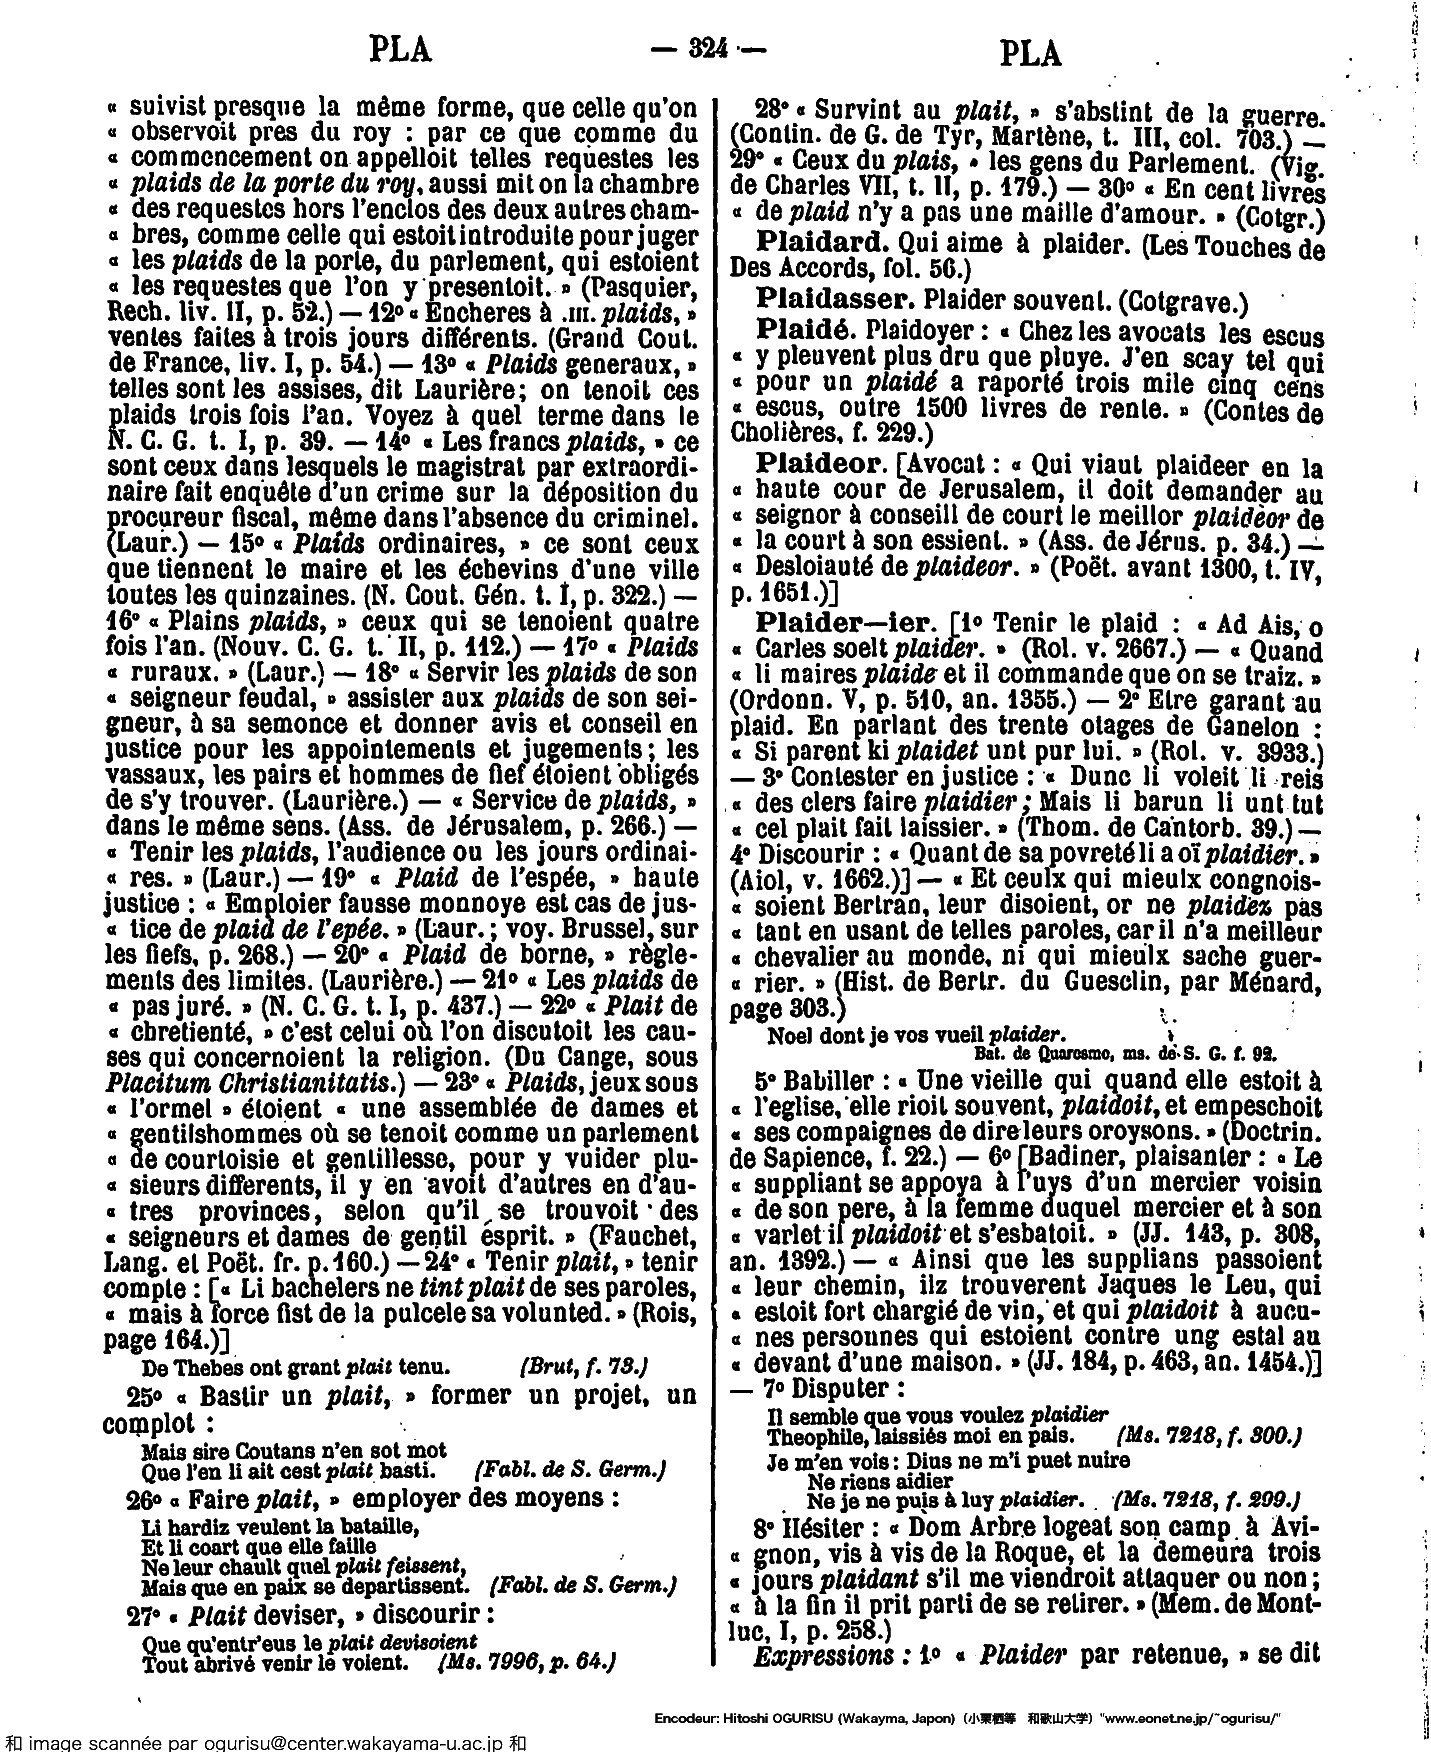 PLA — 324 — PLA
« suivist presque la même forme, que celle qu'on
« observoit pres du roy : par ce que comme du
« commencement on appelloit telles requestes les
« plaids de la porte du roy, aussi mit on la chambre
« des requestes hors l'enclos des deux autres cham-
« bres, comme celle qui estoit introduite pour juger
« les plaids de la porte, du parlement, qui estoient
« les requestes que l'on y presentoit. » (Pasquier,
Rech. liv. II, p. 52.) — 12° « Encheres à .III. plaids, »
ventes faites à trois jours différents. (Grand Cout.
de France, liv. I, p. 54.) — 13° « Plaids generaux, »
telles sont les assises, dit Laurière; on tenoit ces
plaids trois fois l'an. Voyez à quel terme dans le
N. C. G. t. I, p. 39. — 14° « Les francs plaids, » ce
sont ceux dans lesquels le magistrat par extraordi-
naire fait enquête d'un crime sur la déposition du
procureur fiscal, même dans l'absence du criminel.
(Laur.) — 15° « Plaids ordinaires, » ce sont ceux
que tiennent le maire et les échevins d'une ville
toutes les quinzaines. (N. Cout. Gén. t. I, p. 322.) —
16° « Plains plaids, » ceux qui se tenoient quatre
fois l'an. (Nouv. C. G. t. II, p. 112.) — 17° « Plaids
« ruraux. » (Laur.) — 18° « Servir les plaids de son
« seigneur feudal, » assister aux plaids de son sei-
gneur, à sa semonce et donner avis et conseil en
justice pour les appointements et jugements; les
vassaux, les pairs et hommes de fief étoient obligés
de s'y trouver. (Laurière.) — « Service de plaids, »
dans le même sens. (Ass. de Jérusalem, p. 266.) —
« Tenir les plaids, l'audience ou les jours ordinai-
« res. » (Laur.) — 19° « Plaid de l'espée, » haute
justice : « Emploier fausse monnoye est cas de jus-
« tice de plaid de l'epée. » (Laur.; voy. Brussel, sur
les fiefs, p. 268.) — 20° « Plaid de borne, » règle-
ments des limites. (Laurière.) — 21° « Les plaids de
« pas juré. » (N. C. G. t. I, p. 437.) — 22° « Plait de
« chretienté, » c'est celui où l'on discutoit les cau-
ses qui concernoient la religion. (Du Cange, sous
Placitum Christianitatis.) — 23° « Plaids, jeux sous
« l'ormel » étoient « une assemblée de dames et
« gentilshommes où se tenoit comme un parlement
« de courtoisie et gentillesse, pour y vuider plu-
« sieurs differents, il y en avoit d'autres en d'au-
« tres provinces, selon qu'il se trouvoit des
« seigneurs et dames de gentil esprit. » (Fauchet,
Lang. et Poët. fr. p. 160.) — 24° « Tenir plait, » tenir
compte : [« Li bachelers ne tint plait de ses paroles,
« mais à force fist de la pulcele sa volunted. » (Rois,
page 164.)]
De Thebes ont grant plait tenu. (Brut, f. 73.)
25° « Bastir un plait, » former un projet, un
complot :
Mais sire Coutans n'en sot mot
Que l'en li ait cest plait basti. (Fabl. de S. Germ.)
26° « Faire plait, » employer des moyens :
Li hardiz veulent la bataille,
Et li coart que elle faille
Ne leur chault quel plait feissent,
Mais que en paix se departissent. (Fabl. de S. Germ.)
27° « Plait deviser, » discourir :
Que qu'entr'eus le plait devisoient
Tout abrivé venir le voient. (Ms. 7996, p. 64.)
28° « Survint au plait, » s'abstint de la guerre.
(Contin. de G. de Tyr, Martène, t. III, col. 703.) —
29° « Ceux du plais, » les gens du Parlement. (Vig.
de Charles VII, t. II, p. 179.) — 30° « En cent livres
« de plaid n'y a pas une maille d'amour. » (Cotgr.)
Plaidard. Qui aime à plaider. (Les Touches de
Des Accords, fol. 56.)
Plaidasser. Plaider souvent. (Cotgrave.)
Plaidé. Plaidoyer : « Chez les avocats les escus
« y pleuvent plus dru que pluye. J'en scay tel qui
« pour un plaidé a raporté trois mile cinq cens
« escus, outre 1500 livres de rente. » (Contes de
Cholières, f. 229.)
Plaideor. [Avocat : « Qui viaut plaideer en la
« haute cour de Jerusalem, il doit demander au
« seignor à conseill de court le meillor plaideor de
« la court à son essient. » (Ass. de Jérus. p. 34.) —
« Desloiauté de plaideor. » (Poët. avant 1300, t. IV,
p. 1651.)]
Plaider—ier. [1° Tenir le plaid : « Ad Ais, o
« Carles soelt plaider. » (Rol. v. 2667.) — « Quand
« li maires plaide et il commande que on se traiz. »
(Ordonn. V, p. 510, an. 1355.) — 2° Etre garant au
plaid. En parlant des trente otages de Ganelon :
« Si parent ki plaidet unt pur lui. » (Rol. v. 3933.)
— 3° Contester en justice : « Dunc li voleit li reis
« des clers faire plaidier; Mais li barun li unt tut
« cel plait fait laissier. » (Thom. de Cantorb. 39.) —
4° Discourir : « Quant de sa povreté li a oï plaidier. »
(Aiol, v. 1662.)] — « Et ceulx qui mieulx congnois-
« soient Bertran, leur disoient, or ne plaidez pas
« tant en usant de telles paroles, car il n'a meilleur
« chevalier au monde, ni qui mieulx sache guer-
« rier. » (Hist. de Bertr. du Guesclin, par Ménard,
page 303.)
Noel dont je vos vueil plaider.
Bat. de Quaresme, ms. de S. G. f. 92.
5° Babiller : « Une vieille qui quand elle estoit à
« l'eglise, elle rioit souvent, plaidoit, et empeschoit
« ses compaignes de dire leurs oroysons. » (Doctrin.
de Sapience, f. 22.) — 6° [Badiner, plaisanter : « Le
« suppliant se appoya à l'uys d'un mercier voisin
« de son pere, à la femme duquel mercier et à son
« varlet il plaidoit et s'esbatoit. » (JJ. 143, p. 308,
an. 1392.) — « Ainsi que les supplians passoient
« leur chemin, ilz trouverent Jaques le Leu, qui
« estoit fort chargié de vin, et qui plaidoit à aucu-
« nes personnes qui estoient contre ung estal au
« devant d'une maison. » (JJ. 184, p. 463, an. 1454.)]
— 7° Disputer :
Il semble que vous voulez plaidier
Theophile, laissiés moi en pais. (Ms. 7218, f. 300.)
Je m'en vois : Dius ne m'i puet nuire
Ne riens aidier
Ne je ne puis à luy plaidier. (Ms. 7218, f. 299.)
8° Hésiter : « Dom Arbre logeat son camp à Avi-
« gnon, vis à vis de la Roque, et la demeura trois
« jours plaidant s'il me viendroit attaquer ou non;
« à la fin il prit parti de se retirer. » (Mem. de Mont-
luc, I, p. 258.)
Expressions : 1° « Plaider par retenue, » se dit
Encodeur: Hitoshi OGURISU (Wakayma, Japon) (小栗栖等 和歌山大学) "www.eonet.ne.jp/~ogurisu/"
和 image scannée par ogurisu@center.wakayama-u.ac.jp 和